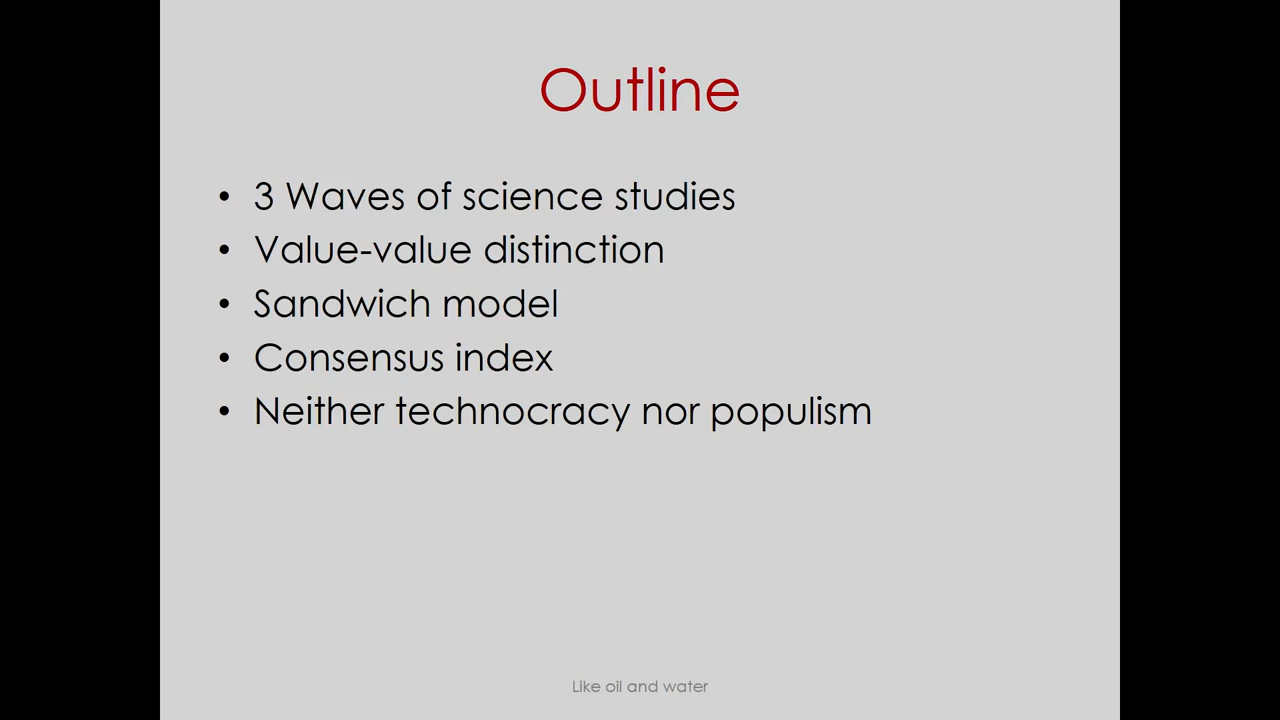 Outline
• 3 Waves of science studies
• Value-value distinction
• Sandwich model
• Consensus index
• Neither technocracy nor populism
Like oil and water